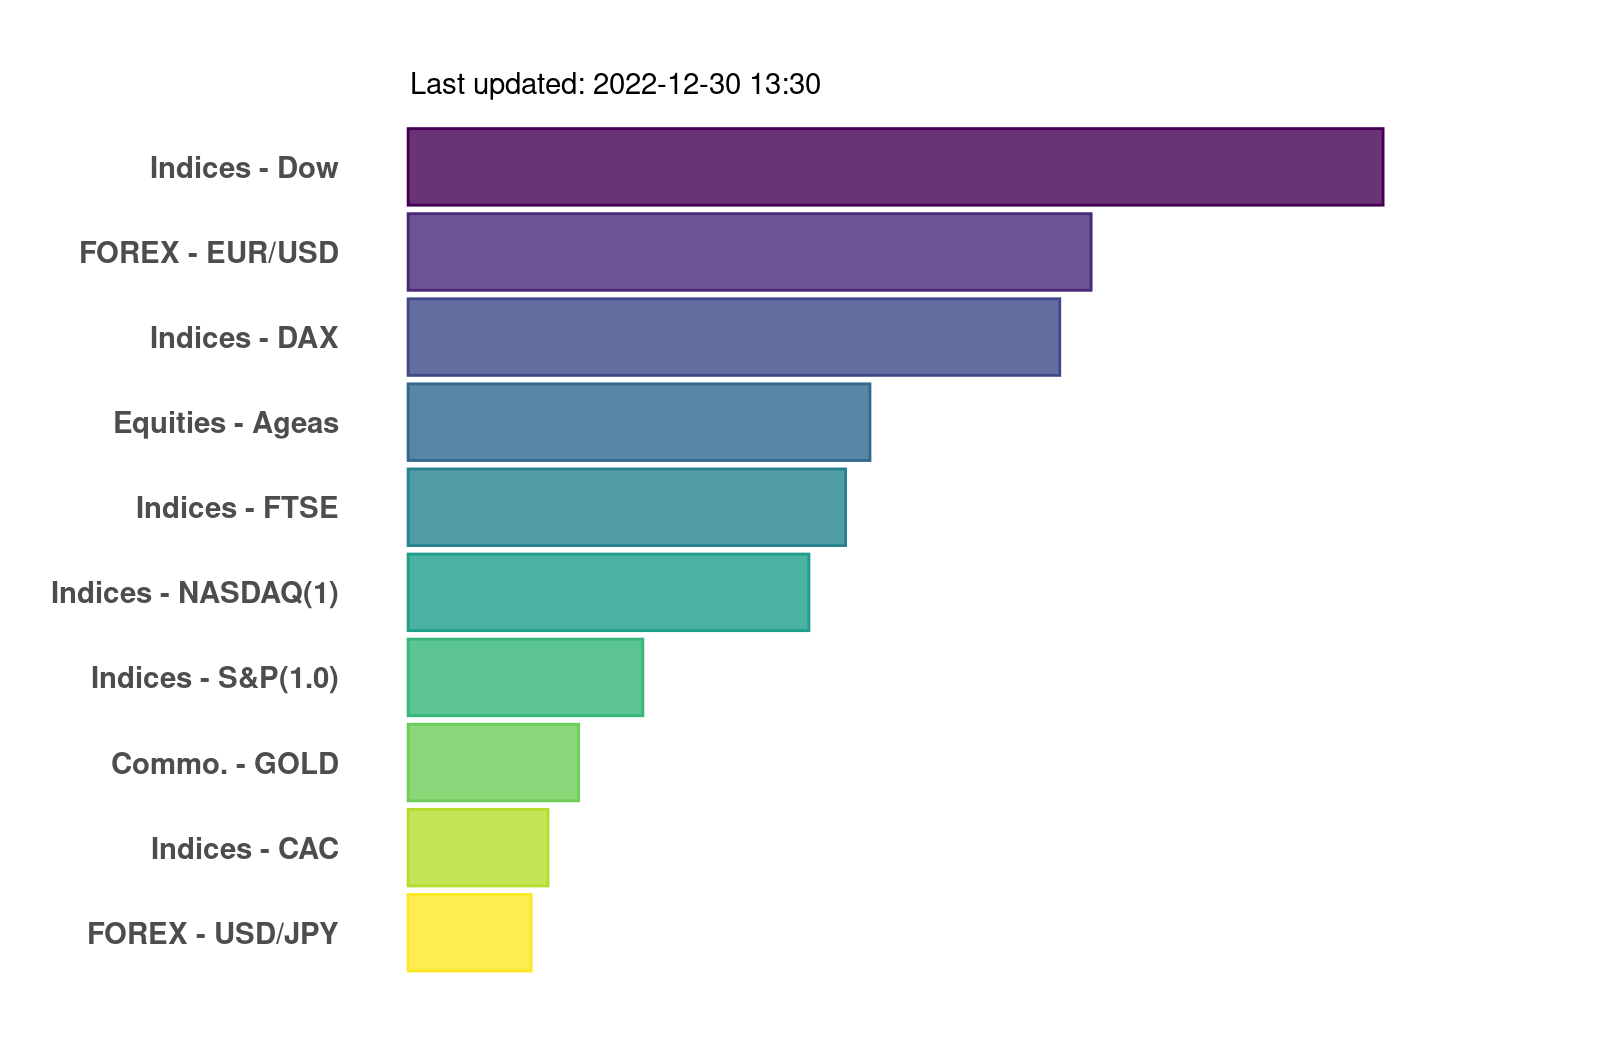 Last updated: 2022-12-30 13:30
Indices - Dow
FOREX - EUR/USD
Indices - DAX
Equities - Ageas
Indices - FTSE
Indices - NASDAQ(1)
Indices - S&P(1.0)
Commo. - GOLD
Indices - CAC
FOREX - USD/JPY